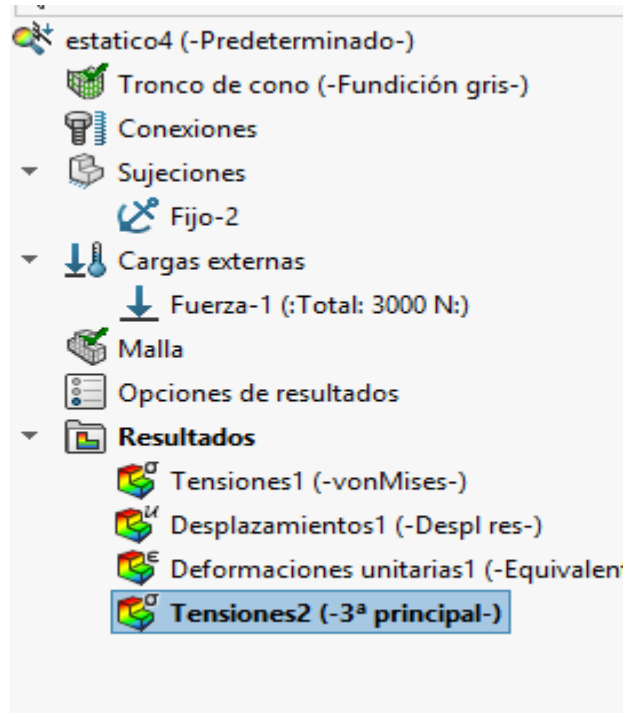 estatico4 (-Predeterminado-)
Tronco de cono (-Fundición gris-)
Conexiones
Sujeciones
Fijo-2
Cargas externas
Fuerza-1 (:Total: 3000 N:)
Malla
Opciones de resultados
Resultados
Tensiones1 (-vonMises-)
Desplazamientos1 (-Despl res-)
Deformaciones unitarias1 (-Equivalent
Tensiones2 (-3ª principal-)